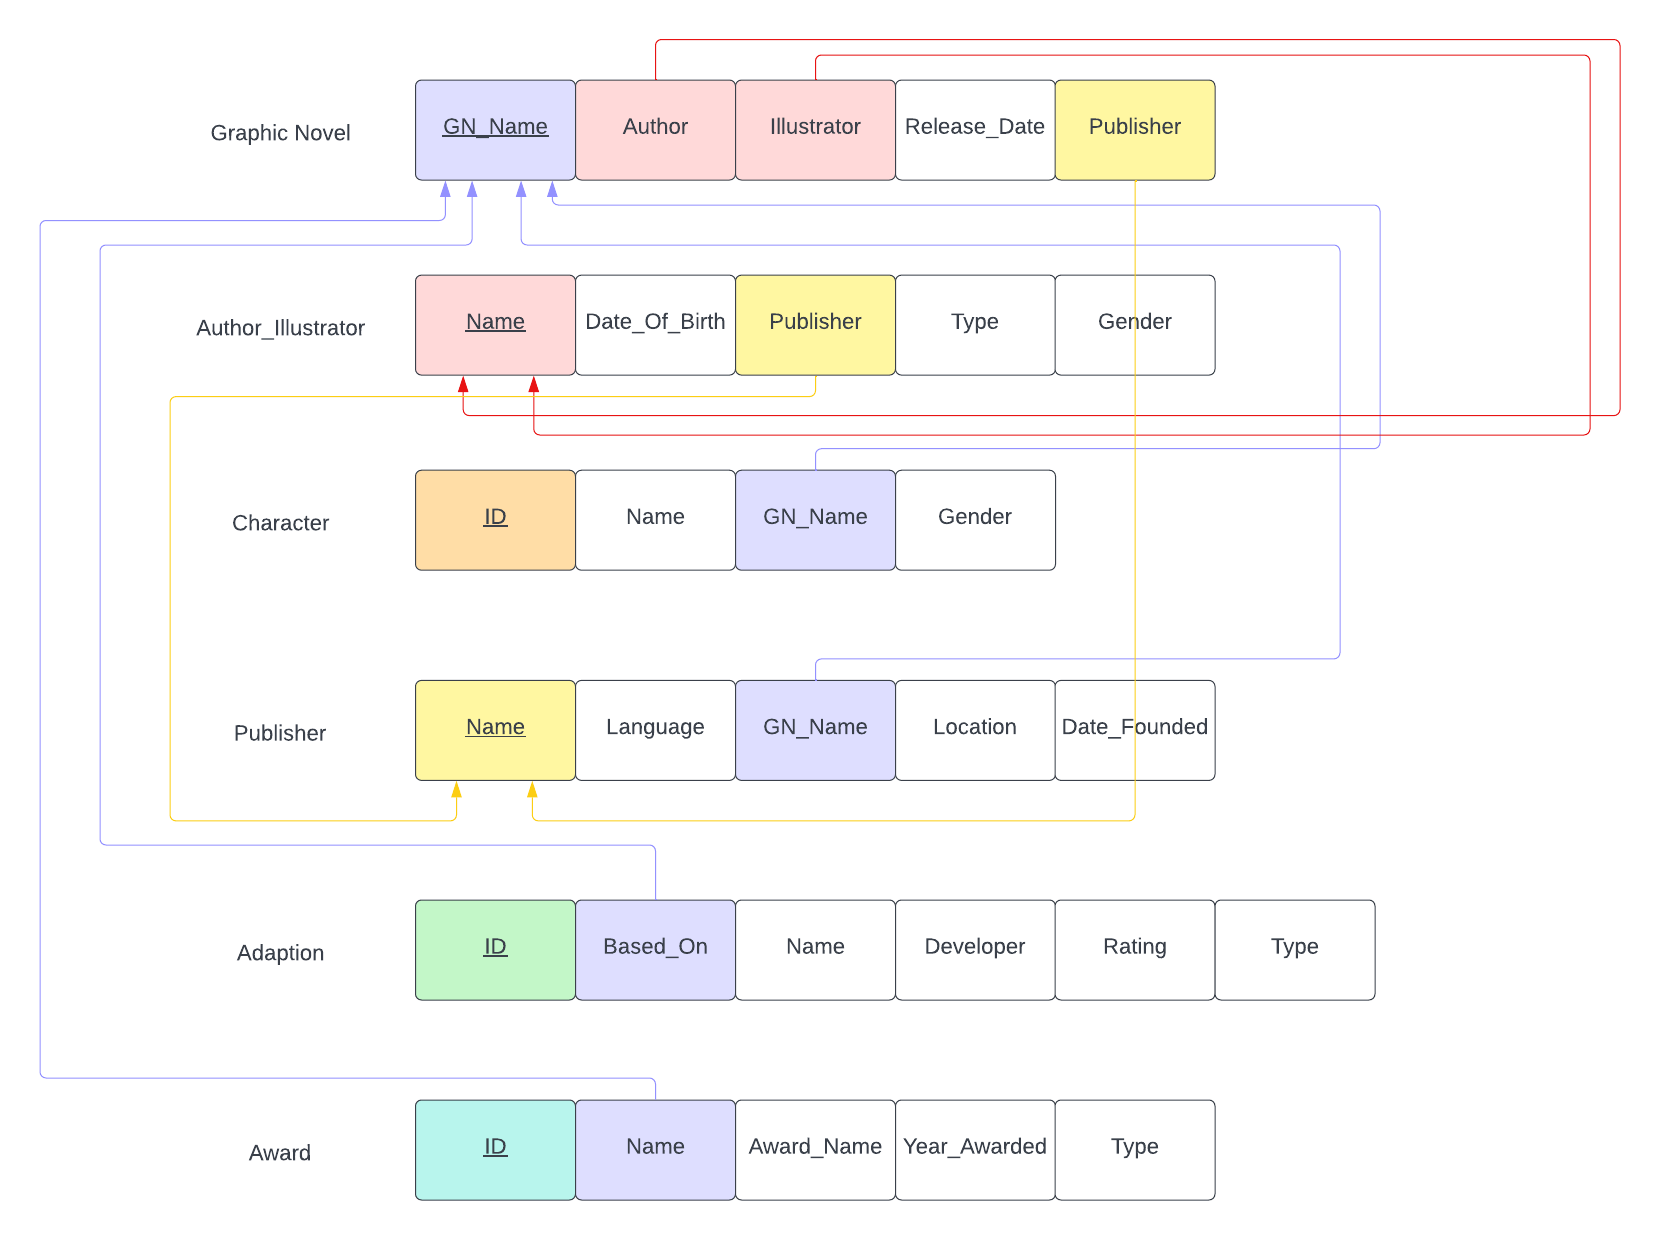 Graphic Novel
GN_Name
Author
Illustrator
Release_Date
Publisher
Author_Illustrator
Name
Date_Of_Birth
Publisher
Type
Gender
Character
ID
Name
GN_Name
Gender
Publisher
Name
Language
GN_Name
Location
Date_Founded
Adaption
ID
Based_On
Name
Developer
Rating
Type
Award
ID
Name
Award_Name
Year_Awarded
Type